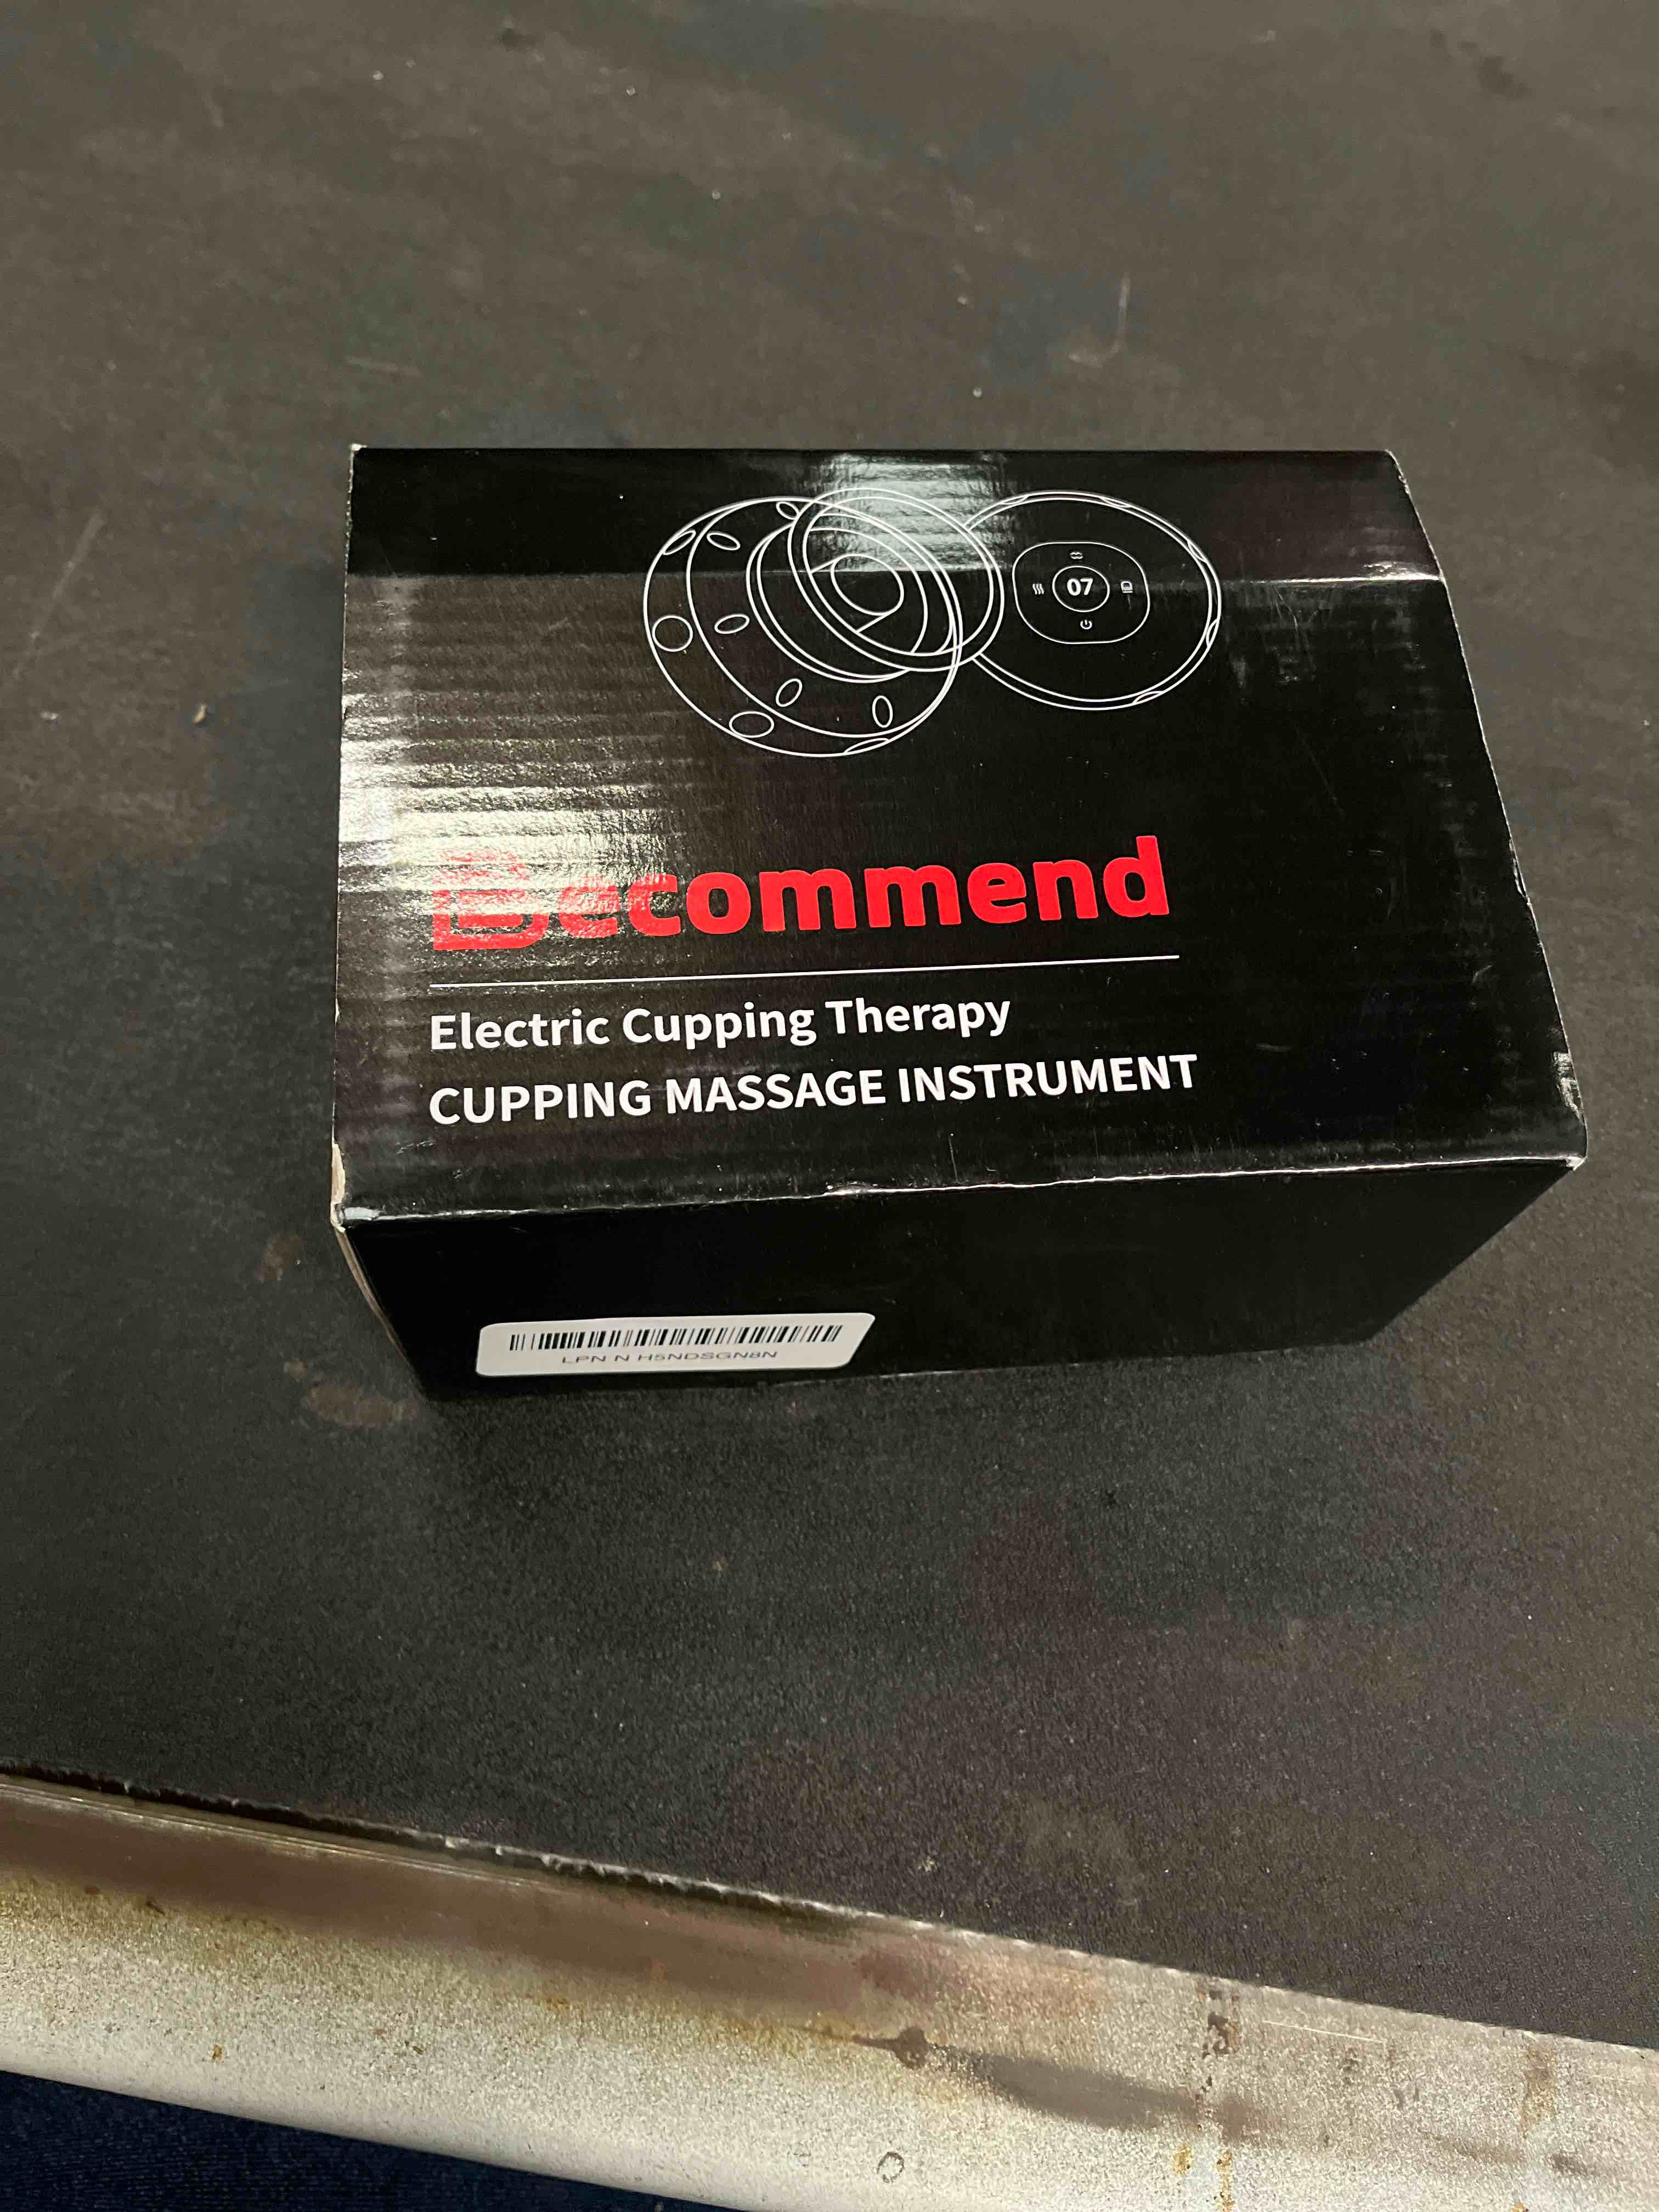 07
Becommend
Electric Cupping Therapy
CUPPING MASSAGE INSTRUMENT
LPN N H5NDSGN8N